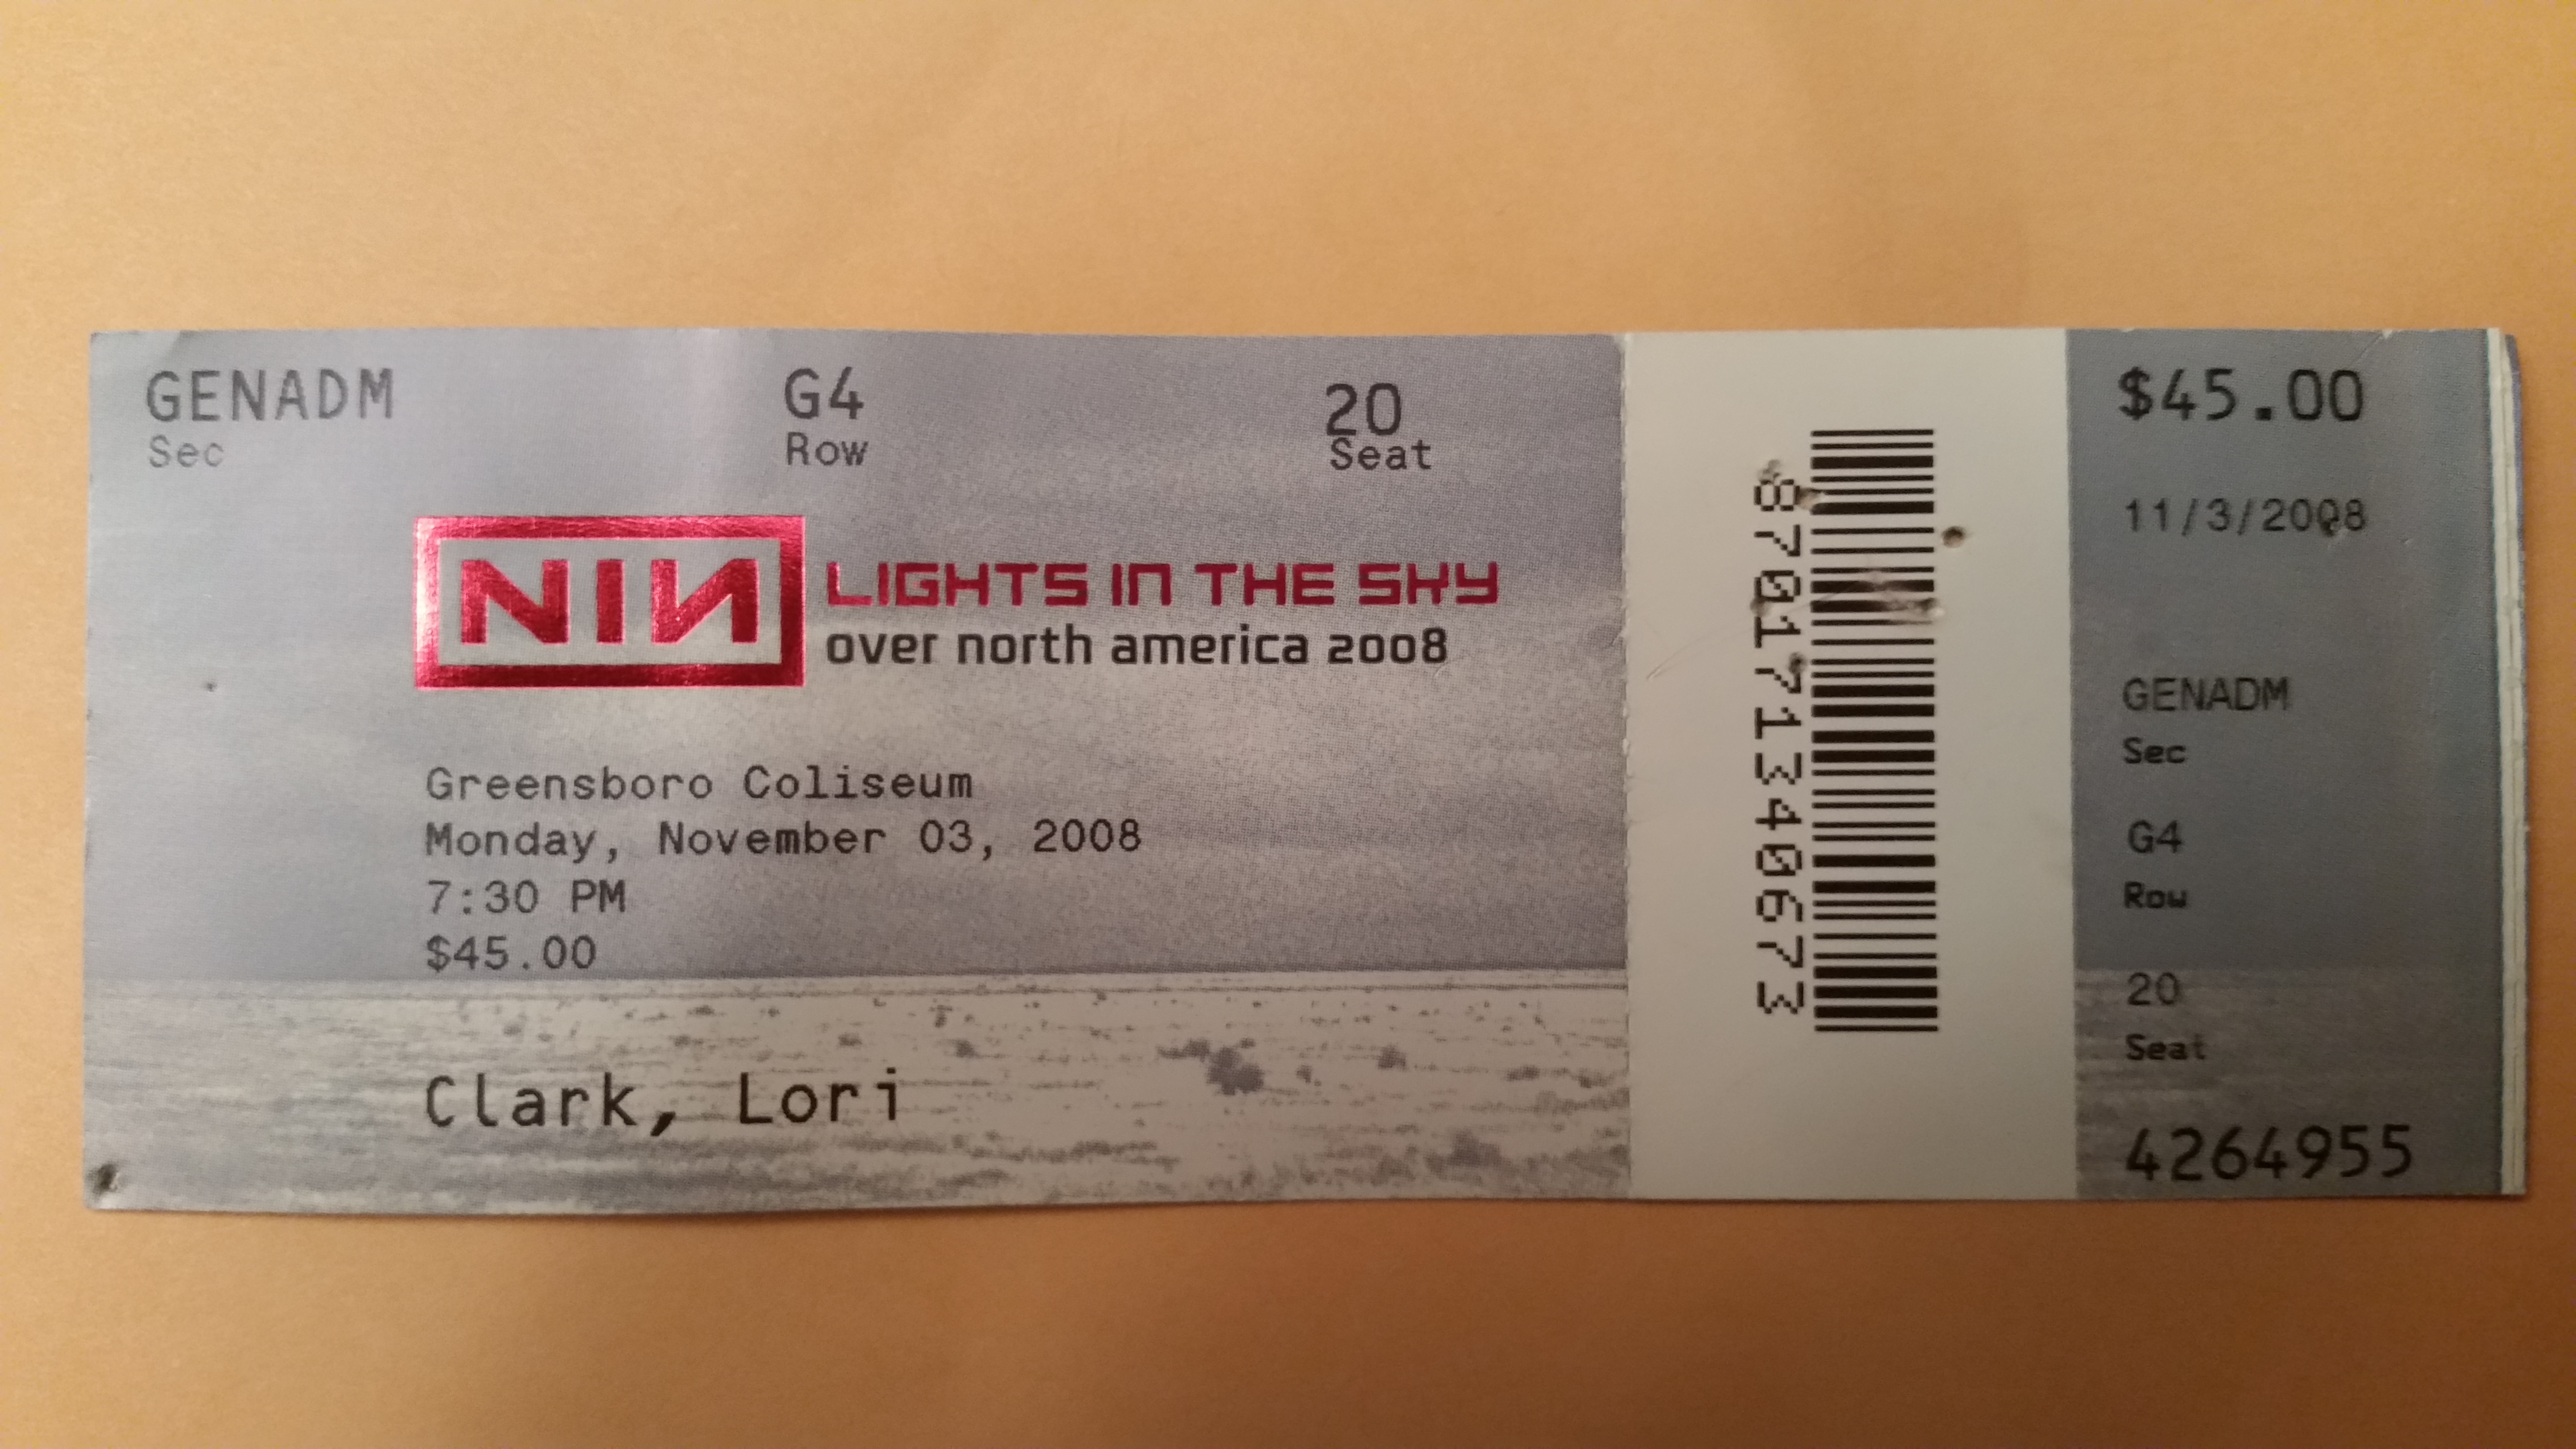 GENADM G4 20
Sec Row Seat
NIN LIGHTS IN THE SKY
over north america 2008
Greensboro Coliseum
Monday, November 03, 2008
7:30 PM
$45.00
Clark, Lori
870171340673
$45.00
11/3/2008
GENADM
Sec
G4
Row
20
Seat
4264955